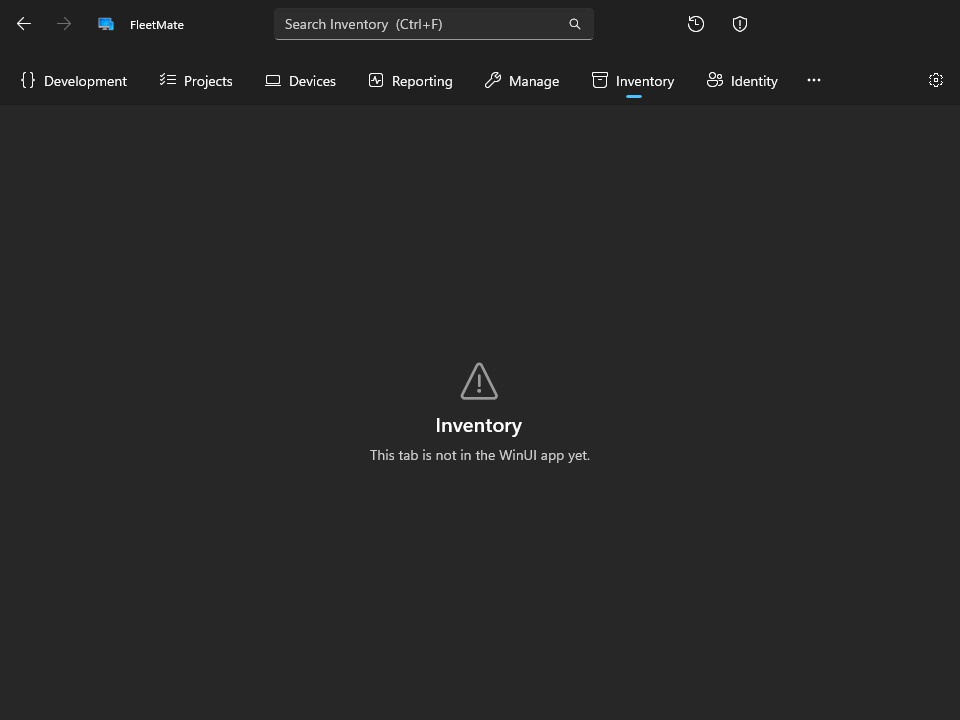 FleetMate
Search Inventory (Ctrl+F)
Development
Projects
Devices
Reporting
Manage
Inventory
Identity
Inventory
This tab is not in the WinUI app yet.